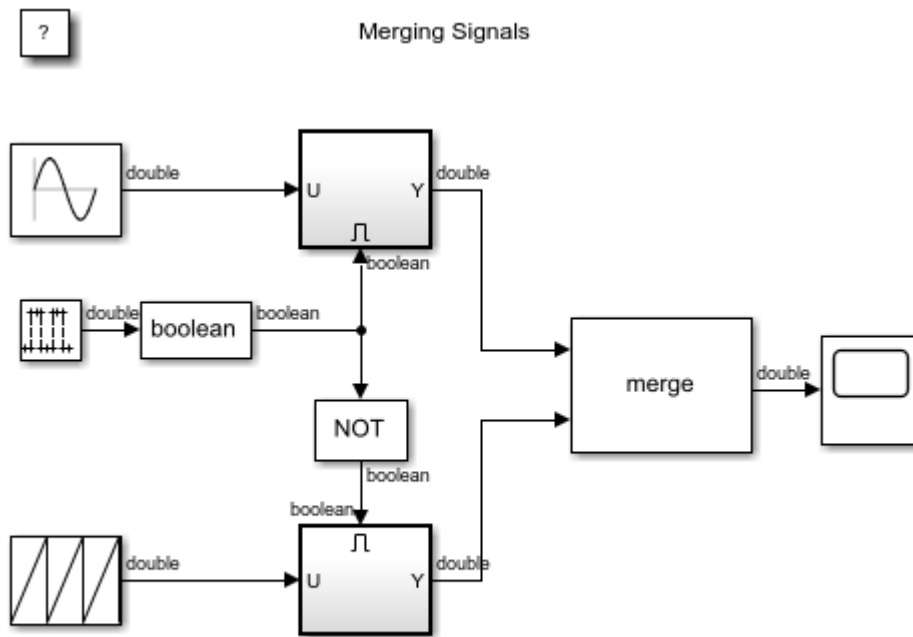 ?
Merging Signals
double
U
Y
double
boolean
double
boolean
boolean
merge
double
NOT
boolean
boolean
double
U
Y
double